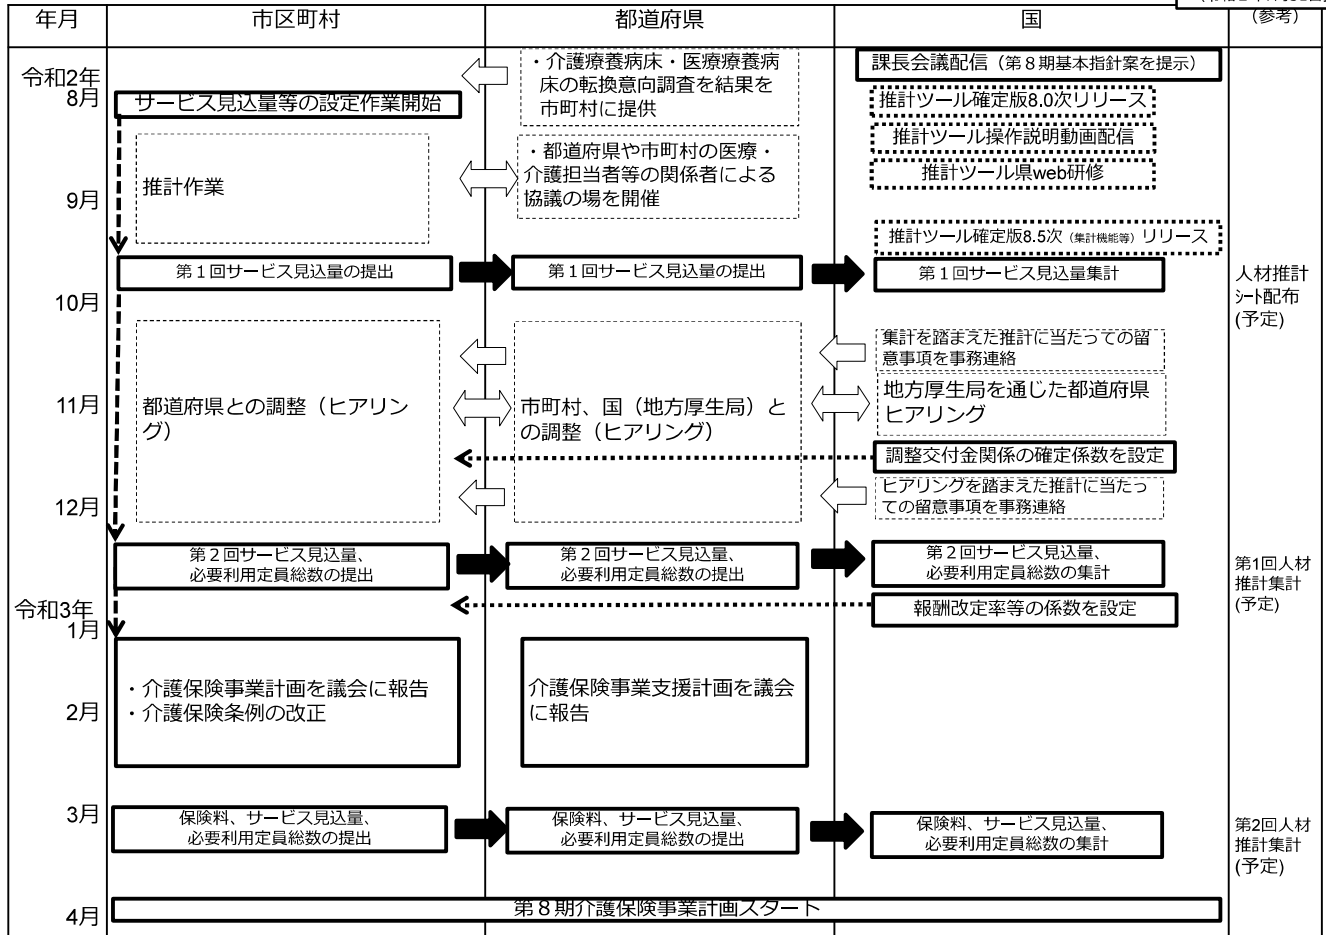 年月
市区町村
都道府県
国
(参考)
令和2年
8月
9月
10月
11月
12月
令和3年
1月
2月
3月
4月
サービス見込量等の設定作業開始
推計作業
第1回サービス見込量の提出
都道府県との調整（ヒアリン
グ）
第2回サービス見込量、
必要利用定員総数の提出
・介護保険事業計画を議会に報告
・介護保険条例の改正
保険料、サービス見込量、
必要利用定員総数の提出
・介護療養病床・医療療養病
床の転換意向調査を結果を
市町村に提供
・都道府県や市町村の医療・
介護担当者等の関係者による
協議の場を開催
第1回サービス見込量の提出
市町村、国（地方厚生局）と
の調整（ヒアリング）
第2回サービス見込量、
必要利用定員総数の提出
介護保険事業支援計画を議会
に報告
保険料、サービス見込量、
必要利用定員総数の提出
課長会議配信（第８期基本指針案を提示）
推計ツール確定版8.0次リリース
推計ツール操作説明動画配信
推計ツール県web研修
推計ツール確定版8.5次（集計機能等）リリース
第1回サービス見込量集計
集計を踏まえた推計に当たっての留
意事項を事務連絡
地方厚生局を通じた都道府県
ヒアリング
調整交付金関係の確定係数を設定
ヒアリングを踏まえた推計に当たっ
ての留意事項を事務連絡
第2回サービス見込量、
必要利用定員総数の集計
報酬改定率等の係数を設定
保険料、サービス見込量、
必要利用定員総数の集計
第８期介護保険事業計画スタート
人材推計
ｼｰﾄ配布
(予定)
第1回人材
推計集計
(予定)
第2回人材
推計集計
(予定)